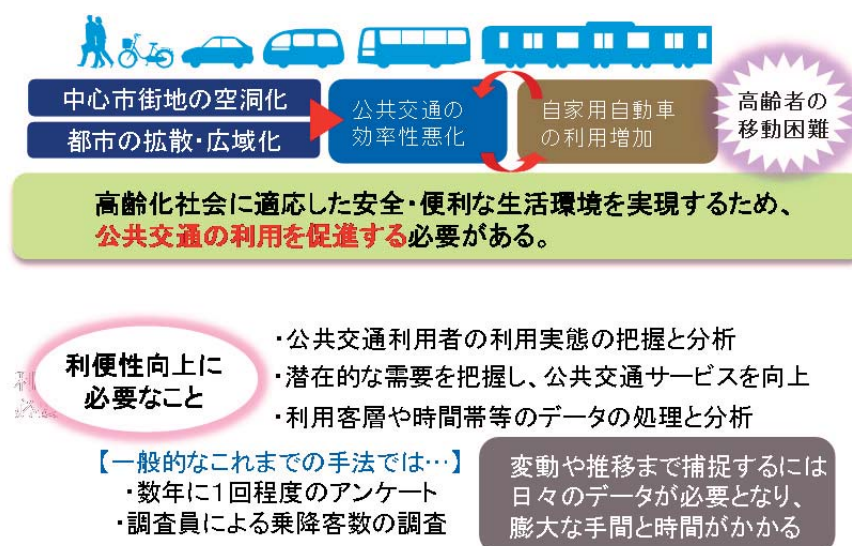 中心市街地の空洞化
都市の拡散・広域化
公共交通の
効率性悪化
自家用自動車
の利用増加
高齢者の
移動困難
高齢化社会に適応した安全・便利な生活環境を実現するため、
公共交通の利用を促進する必要がある。
利便性向上に
必要なこと
・公共交通利用者の利用実態の把握と分析
・潜在的な需要を把握し、公共交通サービスを向上
・利用客層や時間帯等のデータの処理と分析
【一般的なこれまでの手法では…】
・数年に1回程度のアンケート
・調査員による乗降客数の調査
変動や推移まで捕捉するには
日々のデータが必要となり、
膨大な手間と時間がかかる